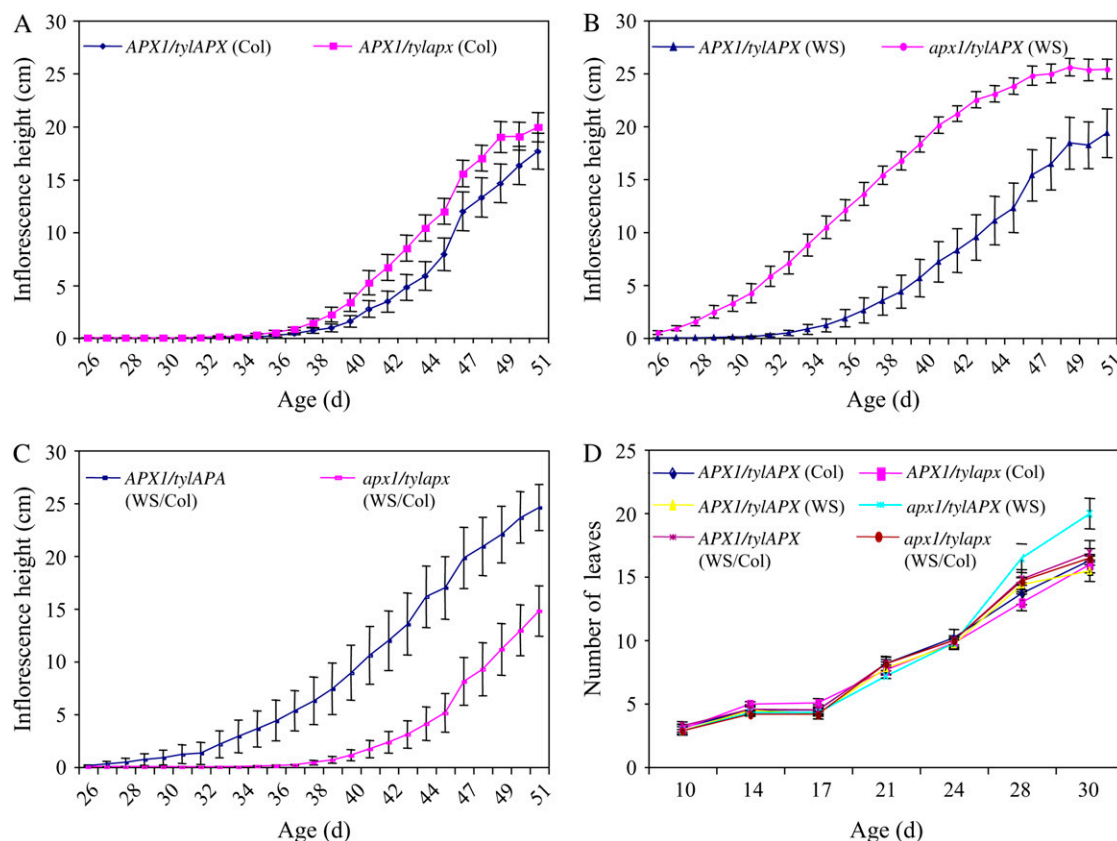 A
30
APX1/tylAPX (Col)
APX1/tylapx (Col)
25
20
15
10
5
0
Inflorescence height (cm)
26 28 30 32 34 36 38 40 42 44 47 49 51
Age (d)
B
30
APX1/tylAPX (WS)
apx1/tylAPX (WS)
25
20
15
10
5
0
Inflorescence height (cm)
26 28 30 32 34 36 38 40 42 44 47 49 51
Age (d)
C
30
APX1/tylAPA
(WS/Col)
apx1/tylapx
(WS/Col)
25
20
15
10
5
0
Inflorescence height (cm)
26 28 30 32 34 36 38 40 42 44 47 49 51
Age (d)
D
25
APX1/tylAPX (Col)
APX1/tylapx (Col)
APX1/tylAPX (WS)
apx1/tylAPX (WS)
APX1/tylAPX
(WS/Col)
apx1/tylapx
(WS/Col)
20
15
10
5
0
Number of leaves
10 14 17 21 24 28 30
Age (d)